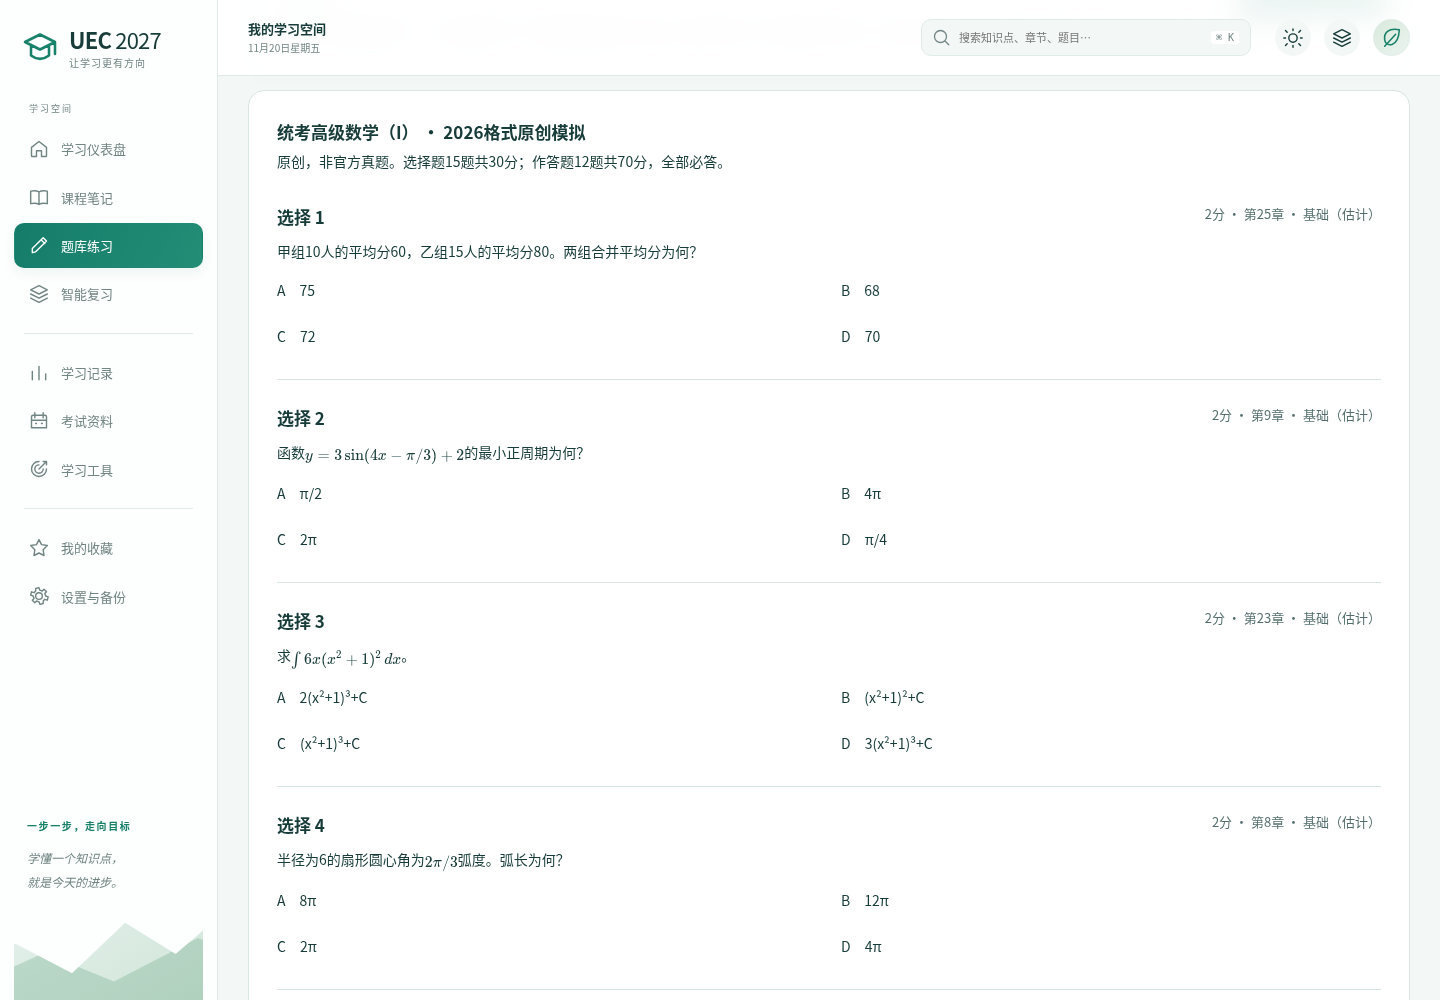 UEC 2027
让学习更有方向
学习空间
学习仪表盘
课程笔记
题库练习
智能复习
学习记录
考试资料
学习工具
我的收藏
设置与备份
一步一步，走向目标
学懂一个知识点，
就是今天的进步。
我的学习空间
11月20日星期五
搜索知识点、章节、题目…
⌘ K
统考高级数学（I） · 2026格式原创模拟
原创，非官方真题。选择题15题共30分；作答题12题共70分，全部必答。
选择 1
2分 · 第25章 · 基础（估计）
甲组10人的平均分60，乙组15人的平均分80。两组合并平均分为何？
A 75
B 68
C 72
D 70
选择 2
2分 · 第9章 · 基础（估计）
函数y = 3 sin(4x − π/3) + 2的最小正周期为何？
A π/2
B 4π
C 2π
D π/4
选择 3
2分 · 第23章 · 基础（估计）
求∫ 6x(x² + 1)² dx。
A 2(x²+1)³+C
B (x²+1)²+C
C (x²+1)³+C
D 3(x²+1)³+C
选择 4
2分 · 第8章 · 基础（估计）
半径为6的扇形圆心角为2π/3弧度。弧长为何？
A 8π
B 12π
C 2π
D 4π